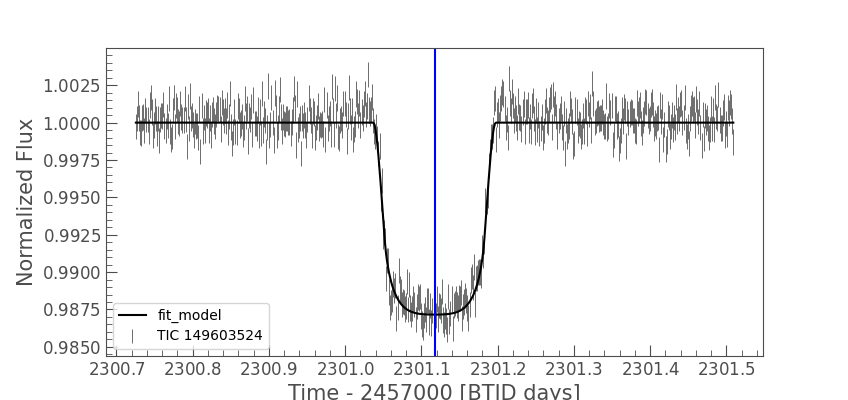 1.0025
1.0000
0.9975
0.9950
0.9925
0.9900
0.9875
0.9850
Normalized Flux
fit_model
TIC 149603524
2300.7 2300.8 2300.9 2301.0 2301.1 2301.2 2301.3 2301.4 2301.5
Time - 2457000 [BTJD days]